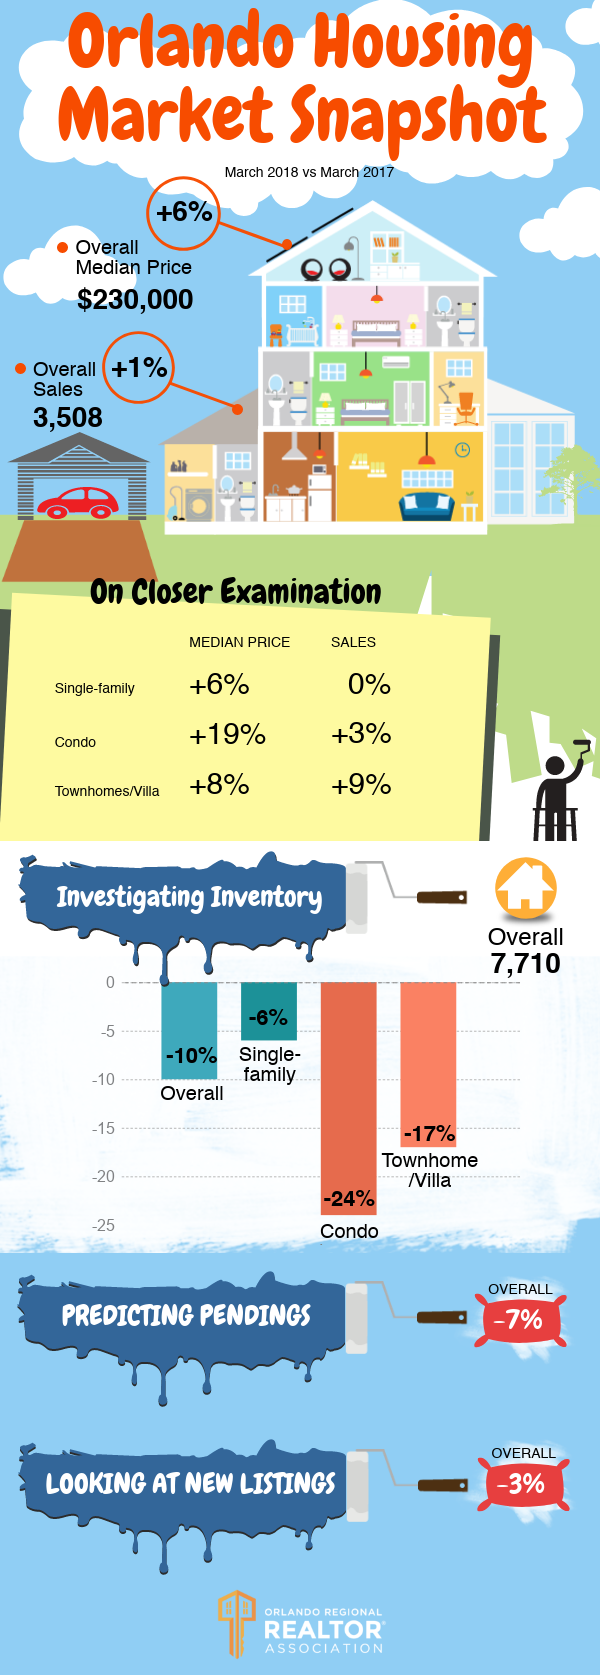 Orlando Housing
Market Snapshot
March 2018 vs March 2017
+6%
Overall
Median Price
$230,000
+1%
Overall
Sales
3,508
On Closer Examination
MEDIAN PRICE SALES
Single-family +6% 0%
Condo +19% +3%
Townhomes/Villa +8% +9%
Investigating Inventory
Overall
7,710
0
-5
-10
-15
-20
-25
-10%
Overall
-6%
Single-
family
-24%
Condo
-17%
Townhome
/Villa
PREDICTING PENDINGS
OVERALL
-7%
LOOKING AT NEW LISTINGS
OVERALL
-3%
ORLANDO REGIONAL
REALTOR®
ASSOCIATION